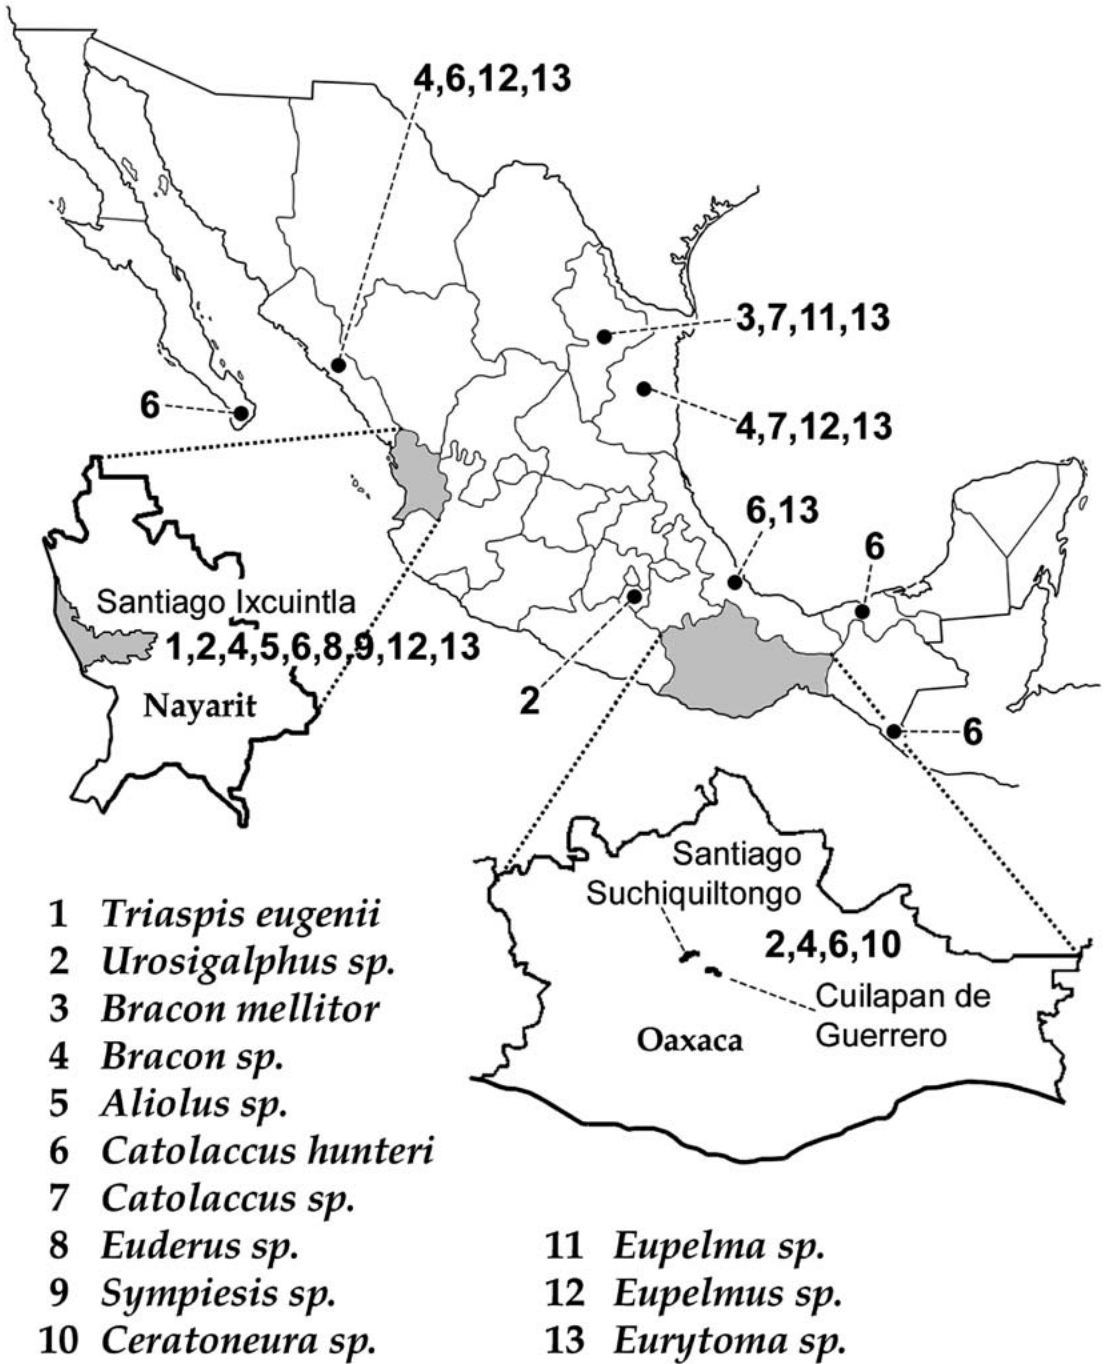 4,6,12,13
3,7,11,13
6
4,7,12,13
6,13
6
Santiago Ixcuintla
1,2,4,5,6,8,9,12,13
Nayarit
2
6
Santiago
Suchiquiltongo
2,4,6,10
Cuilapan de
Guerrero
Oaxaca
1 Triaspis eugenii
2 Urosigalphus sp.
3 Bracon mellitor
4 Bracon sp.
5 Aliolus sp.
6 Catolaccus hunteri
7 Catolaccus sp.
8 Euderus sp.
9 Sympiesis sp.
10 Ceratoneura sp.
11 Eupelma sp.
12 Eupelmus sp.
13 Eurytoma sp.